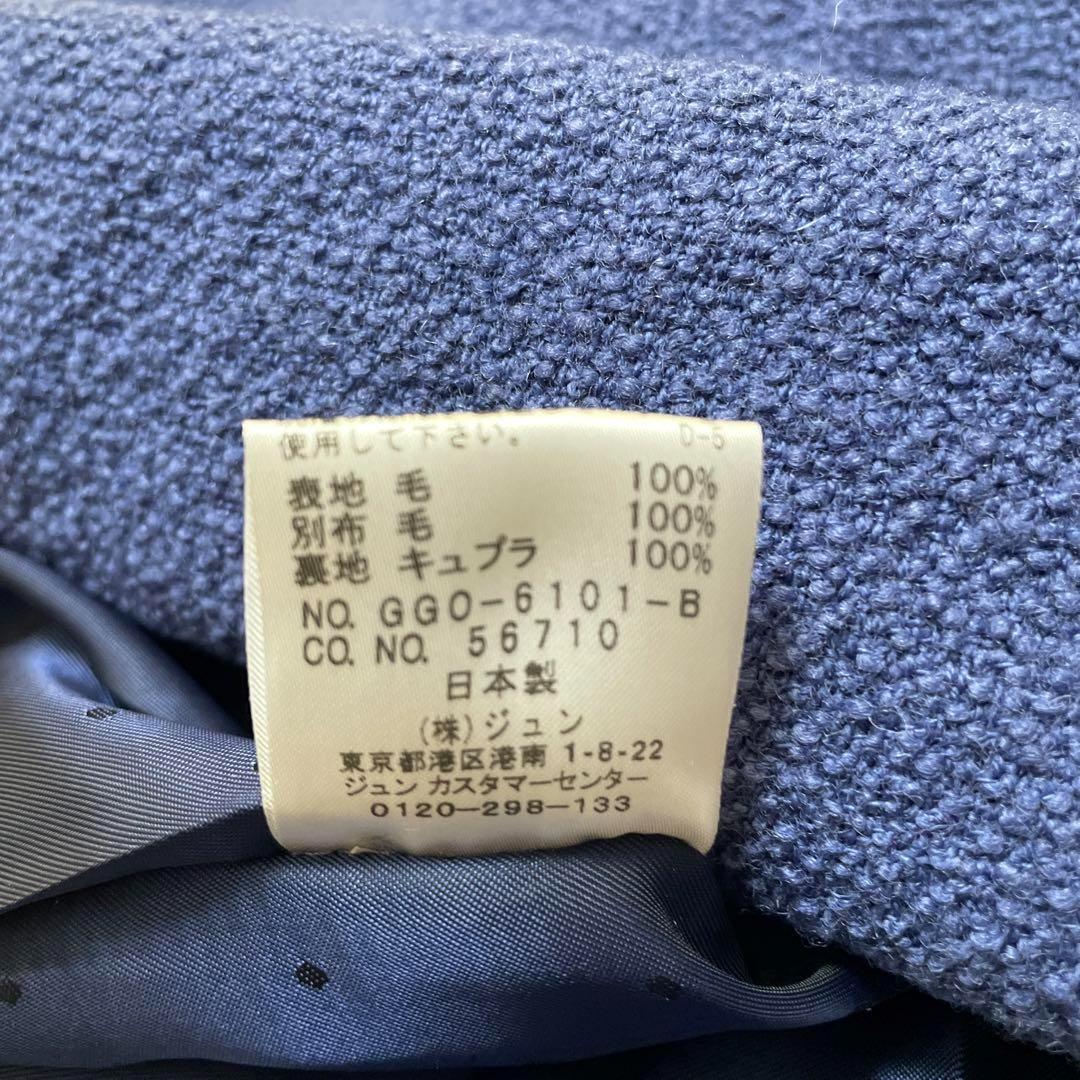 使用して下さい。 D-5
表地 毛 100%
別布 毛 100%
裏地 キュプラ 100%
NO. GGO-6101-B
CO. NO. 56710
日本製
(株)ジュン
東京都港区港南 1-8-22
ジュン カスタマーセンター
0120-298-133